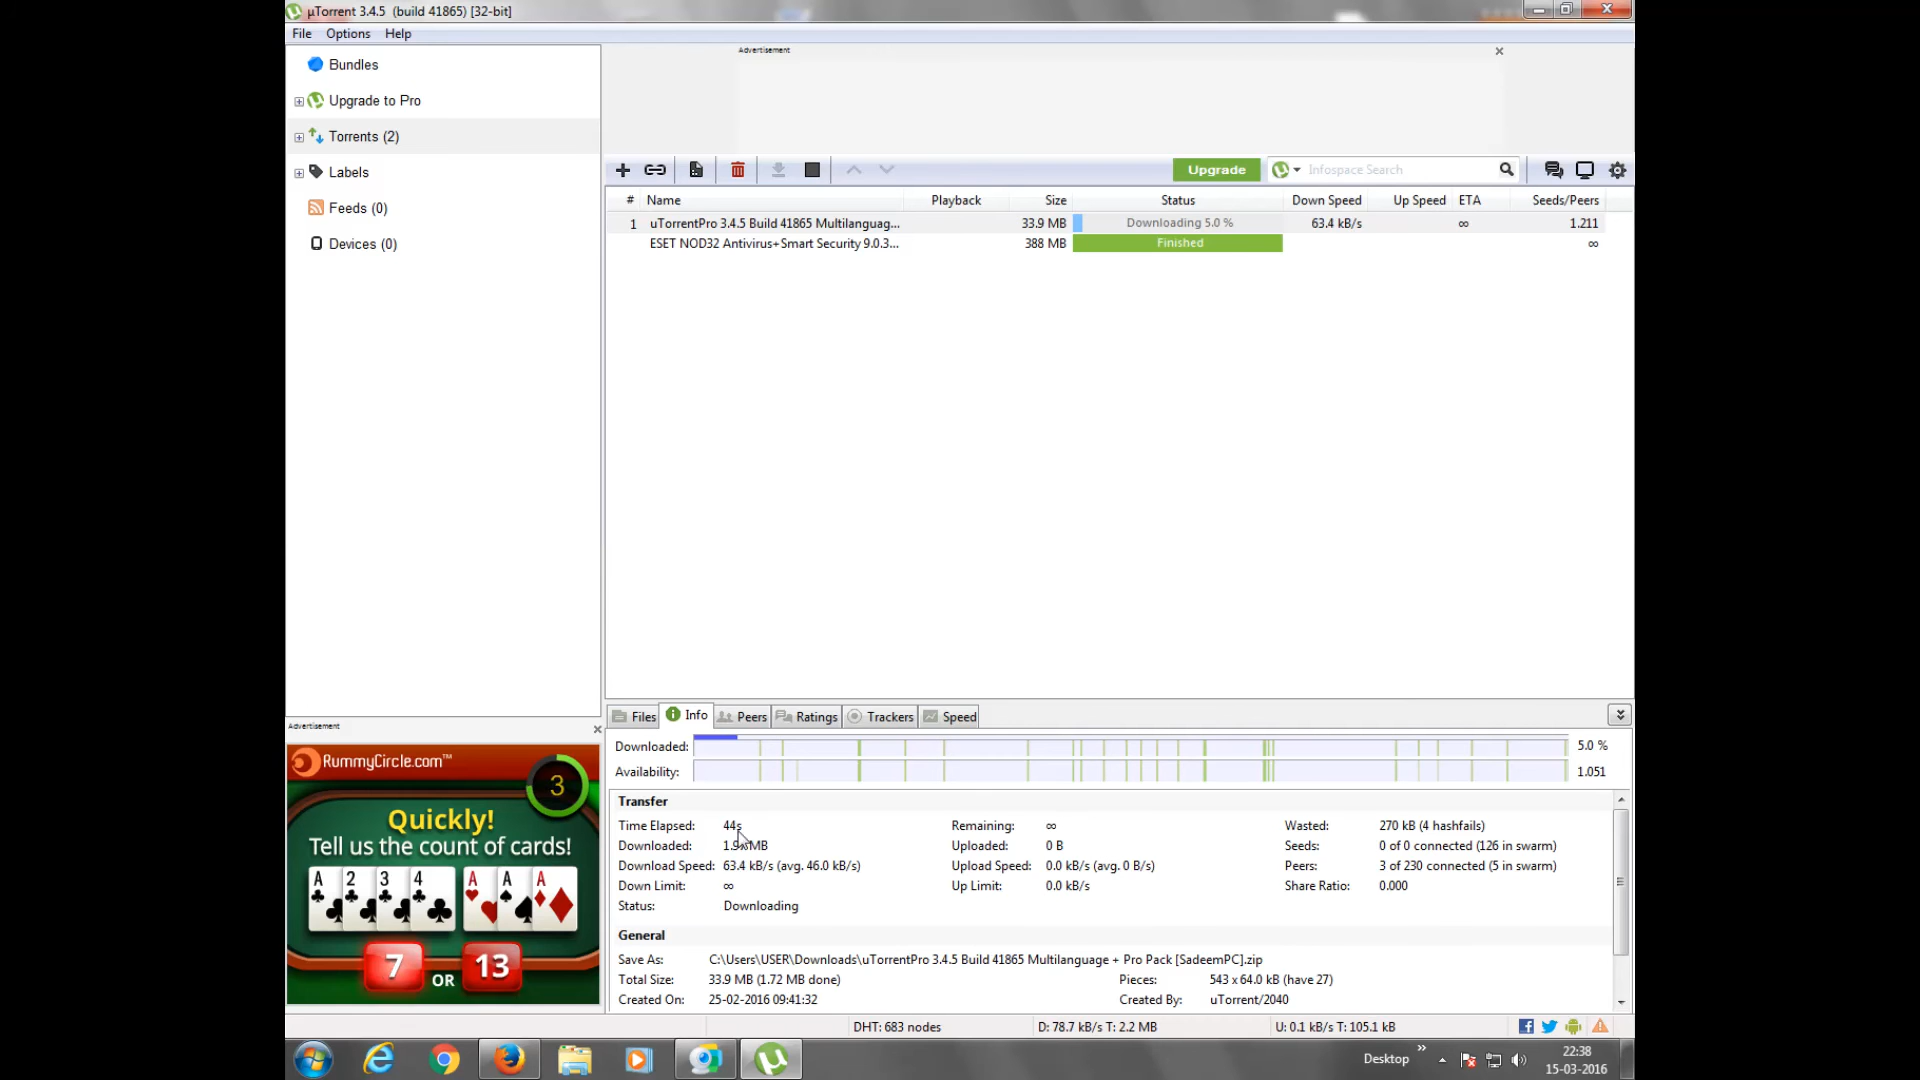 µTorrent 3.4.5 (build 41865) [32-bit]
File Options Help
Bundles
Upgrade to Pro
Torrents (2)
Labels
Feeds (0)
Devices (0)
Advertisement
Upgrade
Infospace Search
# Name Playback Size Status Down Speed Up Speed ETA Seeds/Peers
1 uTorrentPro 3.4.5 Build 41865 Multilanguag... 33.9 MB Downloading 5.0 % 63.4 kB/s ∞ 1.211
ESET NOD32 Antivirus+Smart Security 9.0.3... 388 MB Finished ∞
Files Info Peers Ratings Trackers Speed
Downloaded: 5.0 %
Availability: 1.051
Transfer
Time Elapsed: 44s Remaining: ∞ Wasted: 270 kB (4 hashfails)
Downloaded: MB Uploaded: 0 B Seeds: 0 of 0 connected (126 in swarm)
Download Speed: 63.4 kB/s (avg. 46.0 kB/s) Upload Speed: 0.0 kB/s (avg. 0 B/s) Peers: 3 of 230 connected (5 in swarm)
Down Limit: ∞ Up Limit: 0.0 kB/s Share Ratio: 0.000
Status: Downloading
General
Save As: C:\Users\USER\Downloads\uTorrentPro 3.4.5 Build 41865 Multilanguage + Pro Pack [SadeemPC].zip
Total Size: 33.9 MB (1.72 MB done) Pieces: 543 x 64.0 kB (have 27)
Created On: 25-02-2016 09:41:32 Created By: uTorrent/2040
Advertisement
RummyCircle.com™
3
Quickly!
Tell us the count of cards!
A 2 3 4 A A A
7 OR 13
DHT: 683 nodes D: 78.7 kB/s T: 2.2 MB U: 0.1 kB/s T: 105.1 kB
Desktop
22:38
15-03-2016